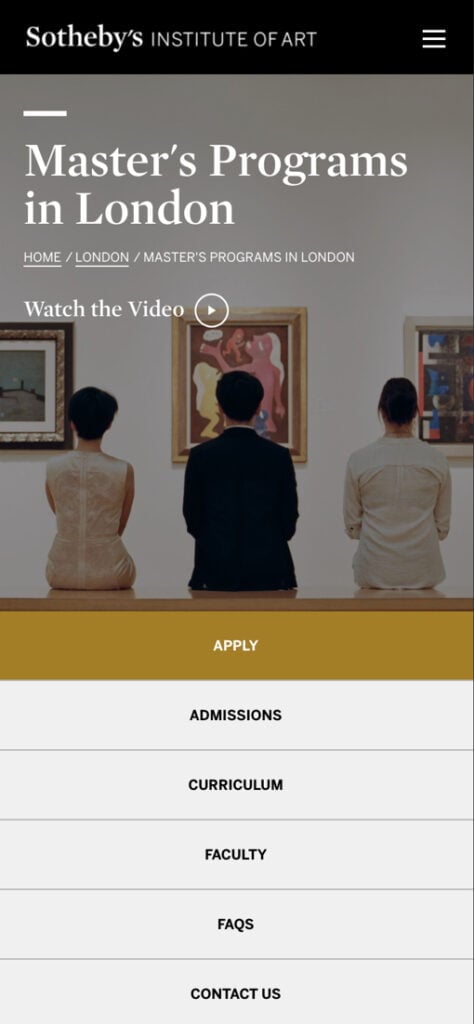 Sotheby's INSTITUTE OF ART
Master's Programs
in London
HOME / LONDON / MASTER'S PROGRAMS IN LONDON
Watch the Video
APPLY
ADMISSIONS
CURRICULUM
FACULTY
FAQS
CONTACT US